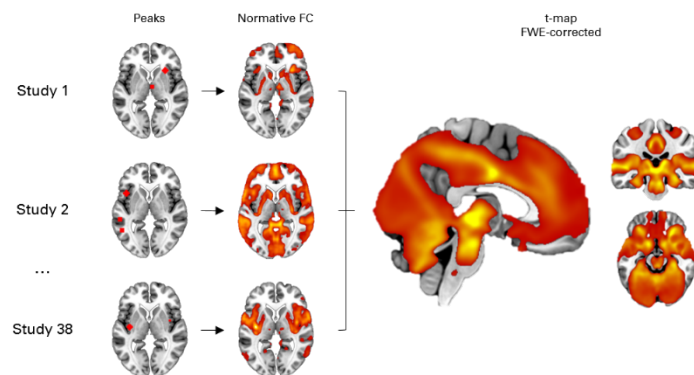 Peaks
Normative FC
t-map
FWE-corrected
Study 1
Study 2
...
Study 38